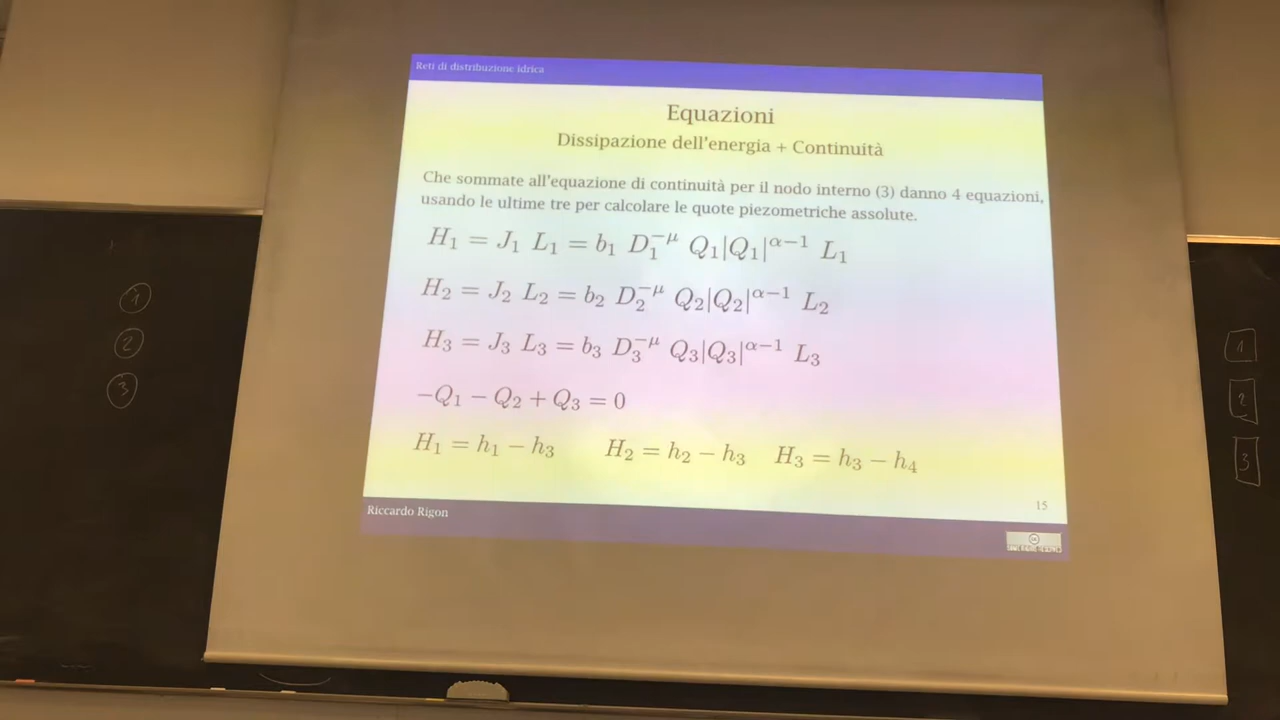 Reti di distribuzione idrica
Equazioni
Dissipazione dell'energia + Continuità
Che sommate all'equazione di continuità per il nodo interno (3) danno 4 equazioni,
usando le ultime tre per calcolare le quote piezometriche assolute.
H₁ = J₁ L₁ = b₁ D₁^{−μ} Q₁|Q₁|^{α−1} L₁
H₂ = J₂ L₂ = b₂ D₂^{−μ} Q₂|Q₂|^{α−1} L₂
H₃ = J₃ L₃ = b₃ D₃^{−μ} Q₃|Q₃|^{α−1} L₃
−Q₁ − Q₂ + Q₃ = 0
H₁ = h₁ − h₃ H₂ = h₂ − h₃ H₃ = h₃ − h₄
15
Riccardo Rigon
1
2
3
1
2
3